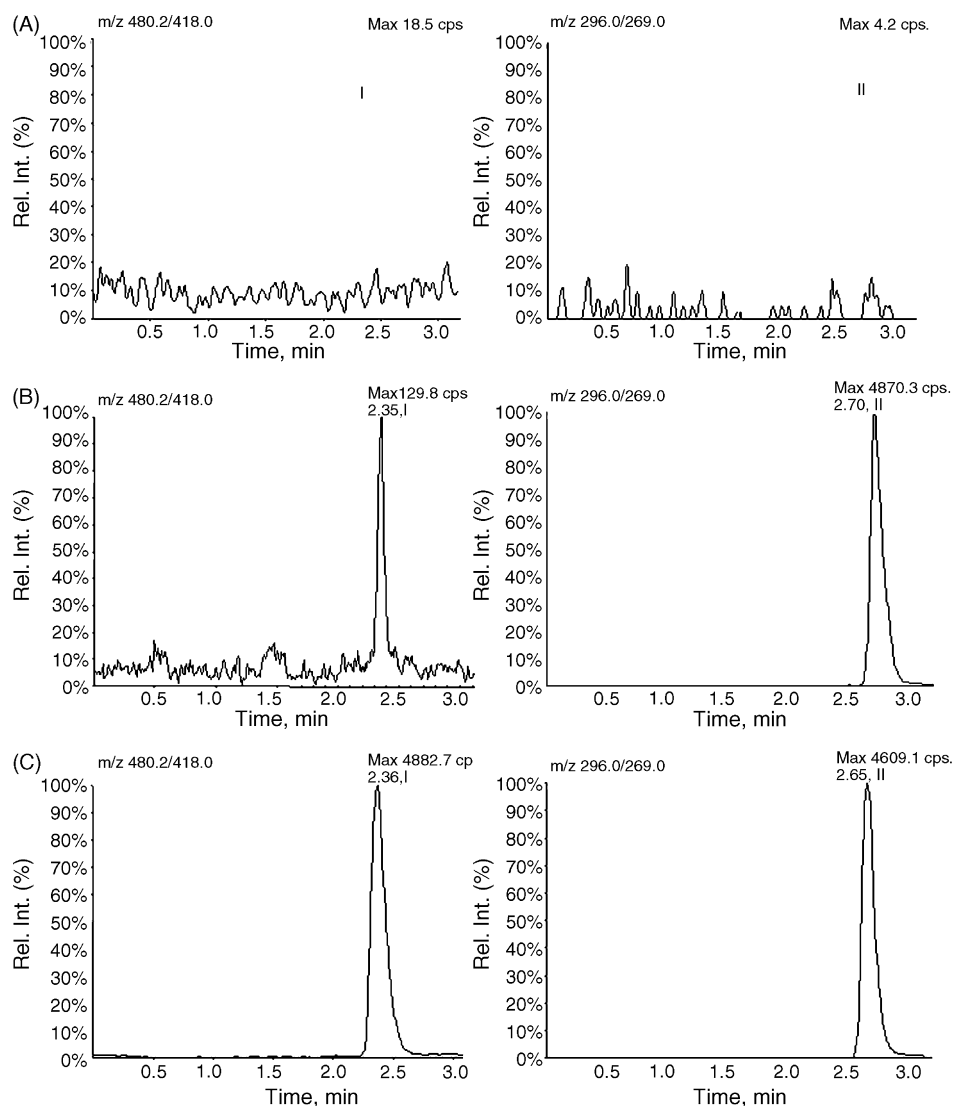 (A)
m/z 480.2/418.0
Max 18.5 cps
100%
90%
80%
70%
60%
50%
40%
30%
20%
10%
0%
Rel. Int. (%)
I
0.5 1.0 1.5 2.0 2.5 3.0
Time, min
m/z 296.0/269.0
Max 4.2 cps.
100%
90%
80%
70%
60%
50%
40%
30%
20%
10%
0%
Rel. Int. (%)
II
0.5 1.0 1.5 2.0 2.5 3.0
Time, min
(B)
m/z 480.2/418.0
Max129.8 cps
2.35,I
100%
90%
80%
70%
60%
50%
40%
30%
20%
10%
0%
Rel. Int. (%)
0.5 1.0 1.5 2.0 2.5 3.0
Time, min
m/z 296.0/269.0
Max 4870.3 cps.
2.70, II
100%
90%
80%
70%
60%
50%
40%
30%
20%
10%
0%
Rel. Int. (%)
0.5 1.0 1.5 2.0 2.5 3.0
Time, min
(C)
m/z 480.2/418.0
Max 4882.7 cp
2.36,I
100%
90%
80%
70%
60%
50%
40%
30%
20%
10%
0%
Rel. Int. (%)
0.5 1.0 1.5 2.0 2.5 3.0
Time, min
m/z 296.0/269.0
Max 4609.1 cps.
2.65, II
100%
90%
80%
70%
60%
50%
40%
30%
20%
10%
0%
Rel. Int. (%)
0.5 1.0 1.5 2.0 2.5 3.0
Time, min